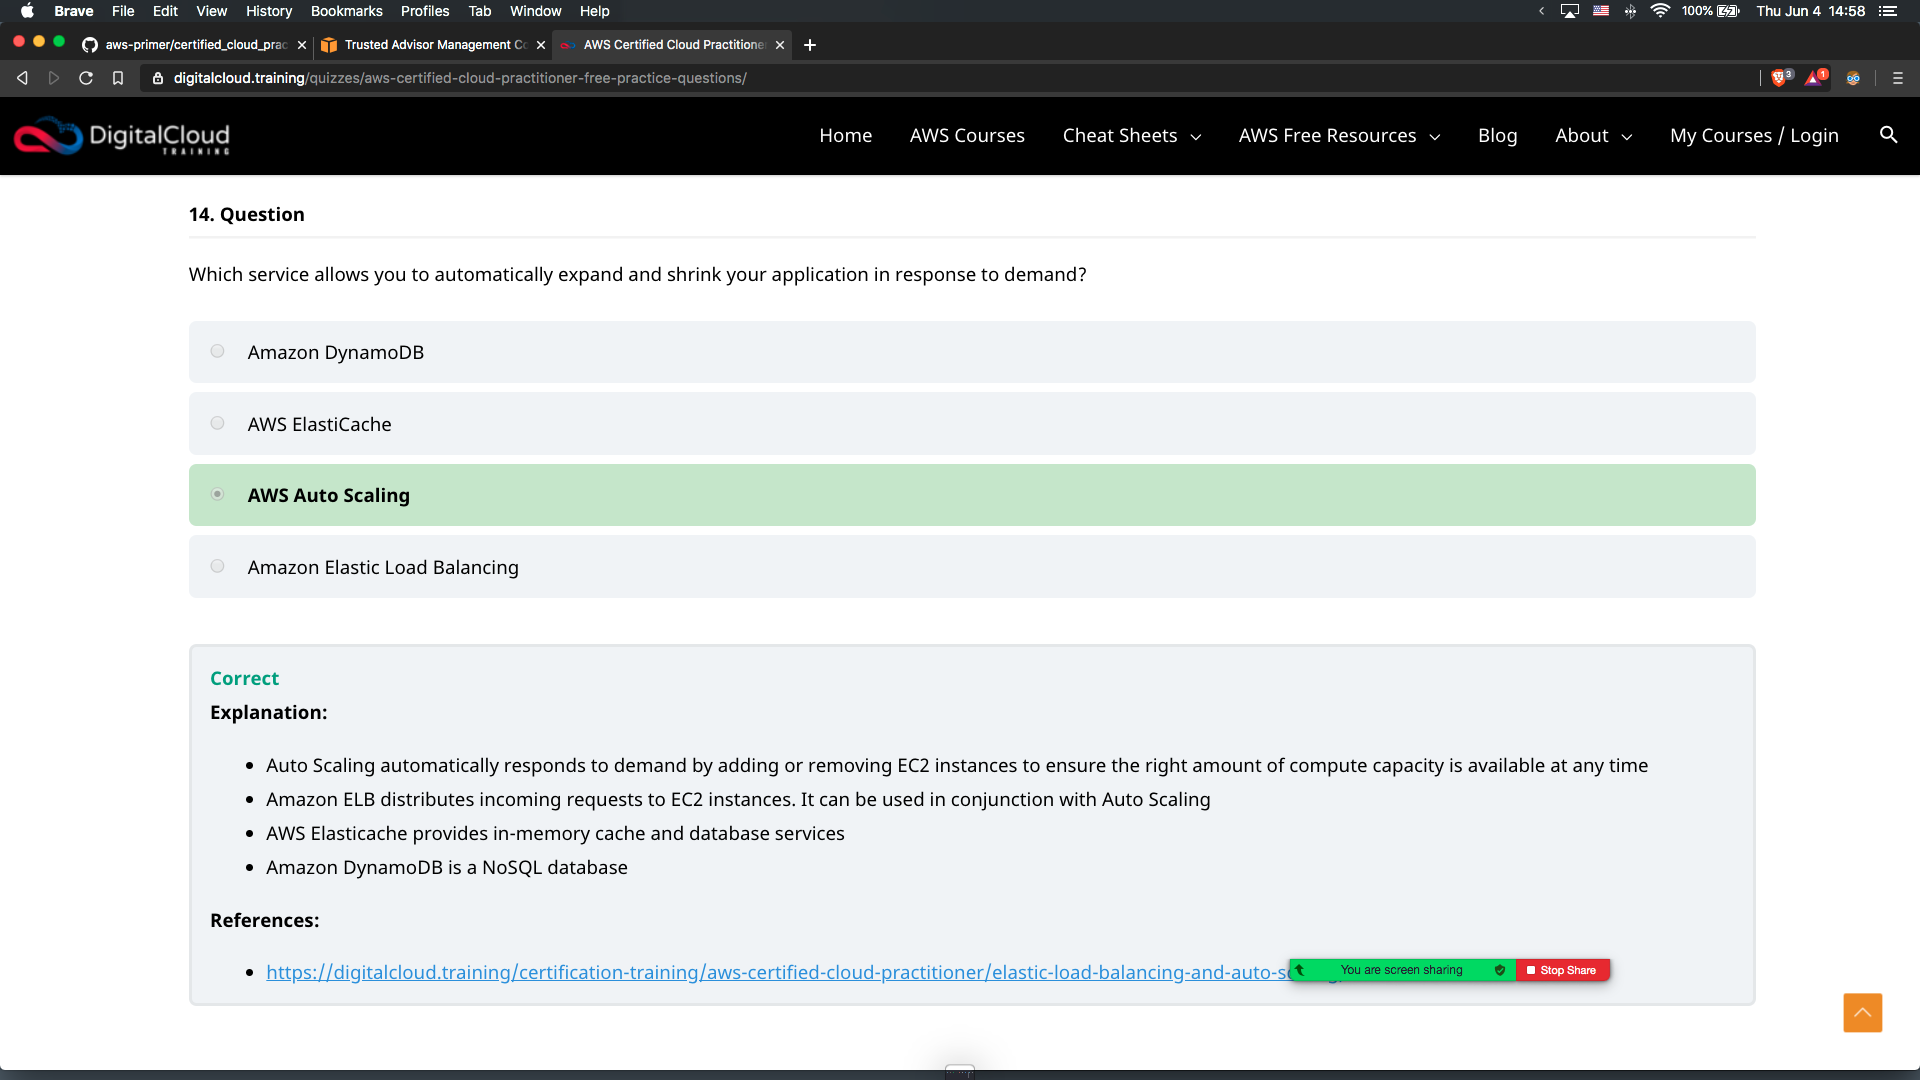 Brave File Edit View History Bookmarks Profiles Tab Window Help 100% Thu Jun 4 14:58
aws-primer/certified_cloud_prac Trusted Advisor Management Co AWS Certified Cloud Practitione
digitalcloud.training/quizzes/aws-certified-cloud-practitioner-free-practice-questions/ 3 1
DigitalCloud
TRAINING
Home AWS Courses Cheat Sheets AWS Free Resources Blog About My Courses / Login
14. Question
Which service allows you to automatically expand and shrink your application in response to demand?
Amazon DynamoDB
AWS ElastiCache
AWS Auto Scaling
Amazon Elastic Load Balancing
Correct
Explanation:
Auto Scaling automatically responds to demand by adding or removing EC2 instances to ensure the right amount of compute capacity is available at any time
Amazon ELB distributes incoming requests to EC2 instances. It can be used in conjunction with Auto Scaling
AWS Elasticache provides in-memory cache and database services
Amazon DynamoDB is a NoSQL database
References:
https://digitalcloud.training/certification-training/aws-certified-cloud-practitioner/elastic-load-balancing-and-auto-s
You are screen sharing Stop Share